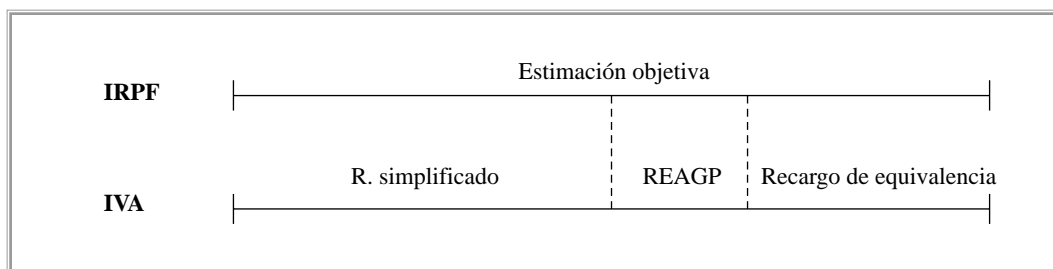 Estimación objetiva
IRPF
R. simplificado REAGP Recargo de equivalencia
IVA